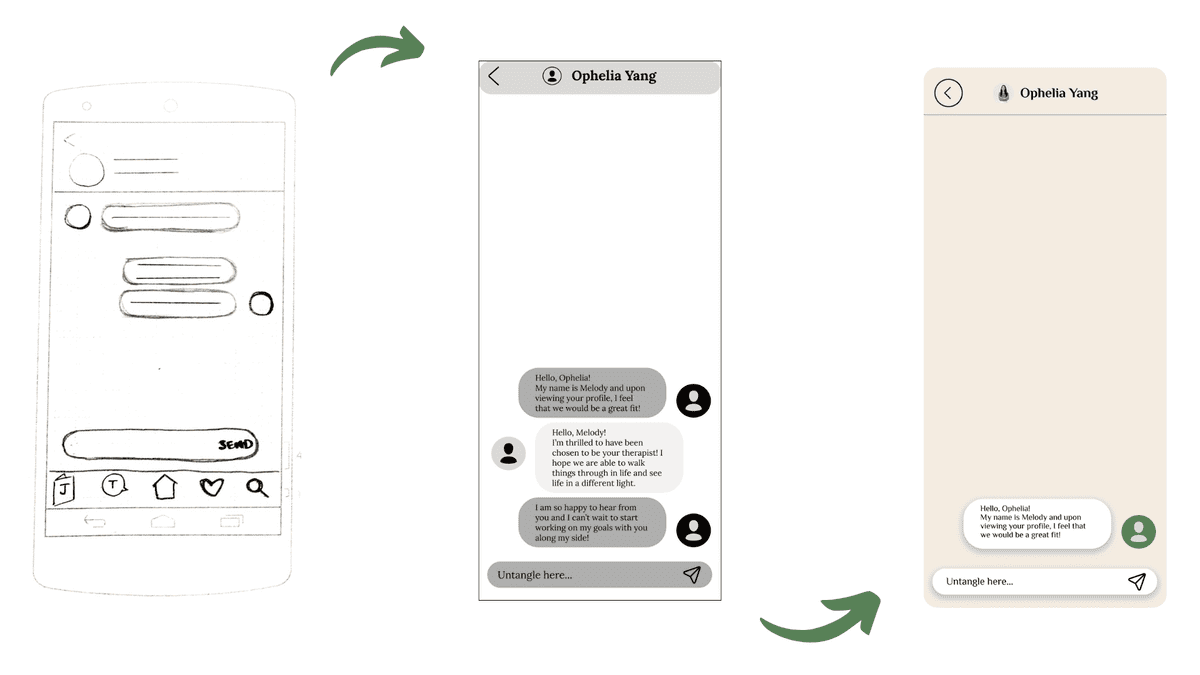 SEND
J
T
Ophelia Yang
Hello, Ophelia!
My name is Melody and upon
viewing your profile, I feel
that we would be a great fit!
Hello, Melody!
I'm thrilled to have been
chosen to be your therapist! I
hope we are able to walk
things through in life and see
life in a different light.
I am so happy to hear from
you and I can't wait to start
working on my goals with you
along my side!
Untangle here...
Ophelia Yang
Hello, Ophelia!
My name is Melody and upon
viewing your profile, I feel that
we would be a great fit!
Untangle here...